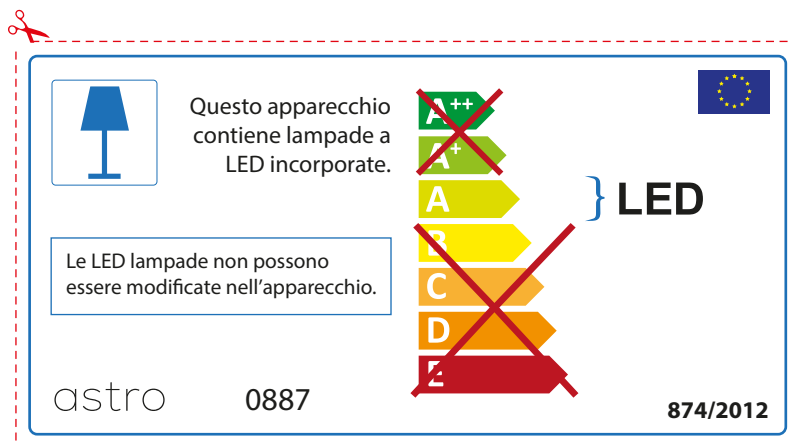 Questo apparecchio
contiene lampade a
LED incorporate.
Le LED lampade non possono
essere modificate nell'apparecchio.
A++
A+
A
B
C
D
E
LED
astro
0887
874/2012